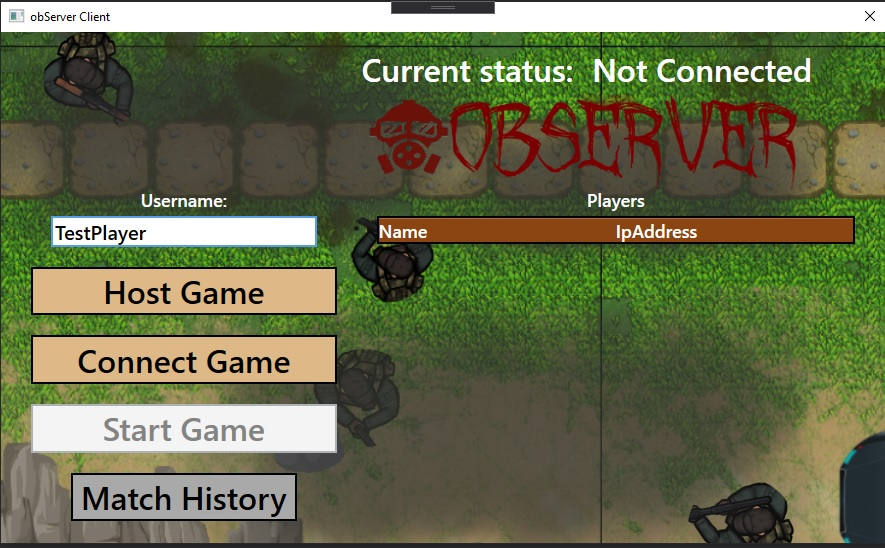 obServer Client
Current status: Not Connected
OBSERVER
Username:
Players
TestPlayer
Name IpAddress
Host Game
Connect Game
Start Game
Match History